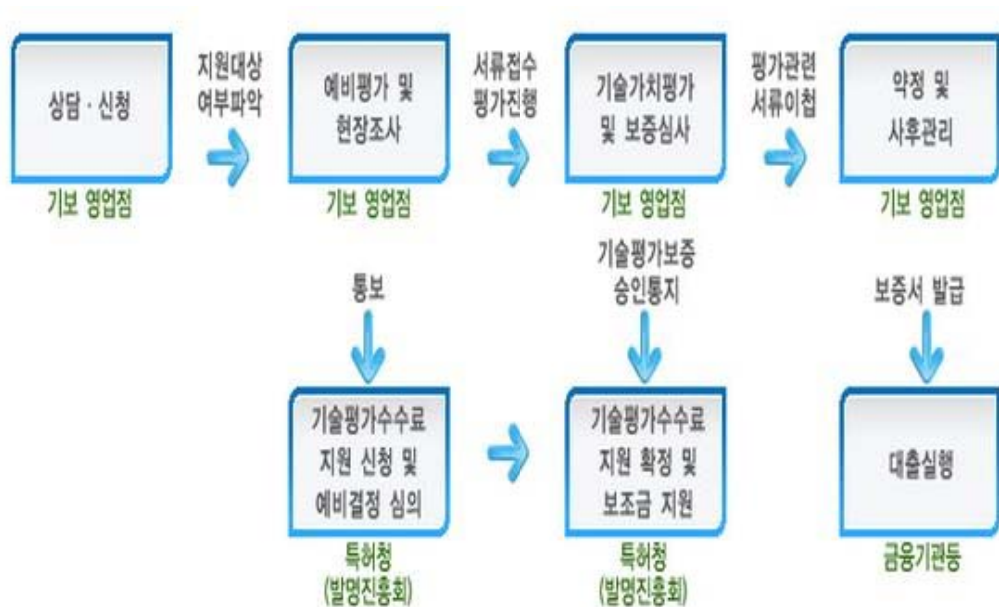 상담·신청
기보 영업점
지원대상
여부파악
예비평가 및
현장조사
기보 영업점
서류접수
평가진행
기술가치평가
및 보증심사
기보 영업점
평가관련
서류이첩
약정 및
사후관리
기보 영업점
통보
기술평가보증
승인통지
보증서 발급
기술평가수수료
지원 신청 및
예비결정 심의
특허청
(발명진흥회)
기술평가수수료
지원 확정 및
보조금 지원
특허청
(발명진흥회)
대출실행
금융기관등